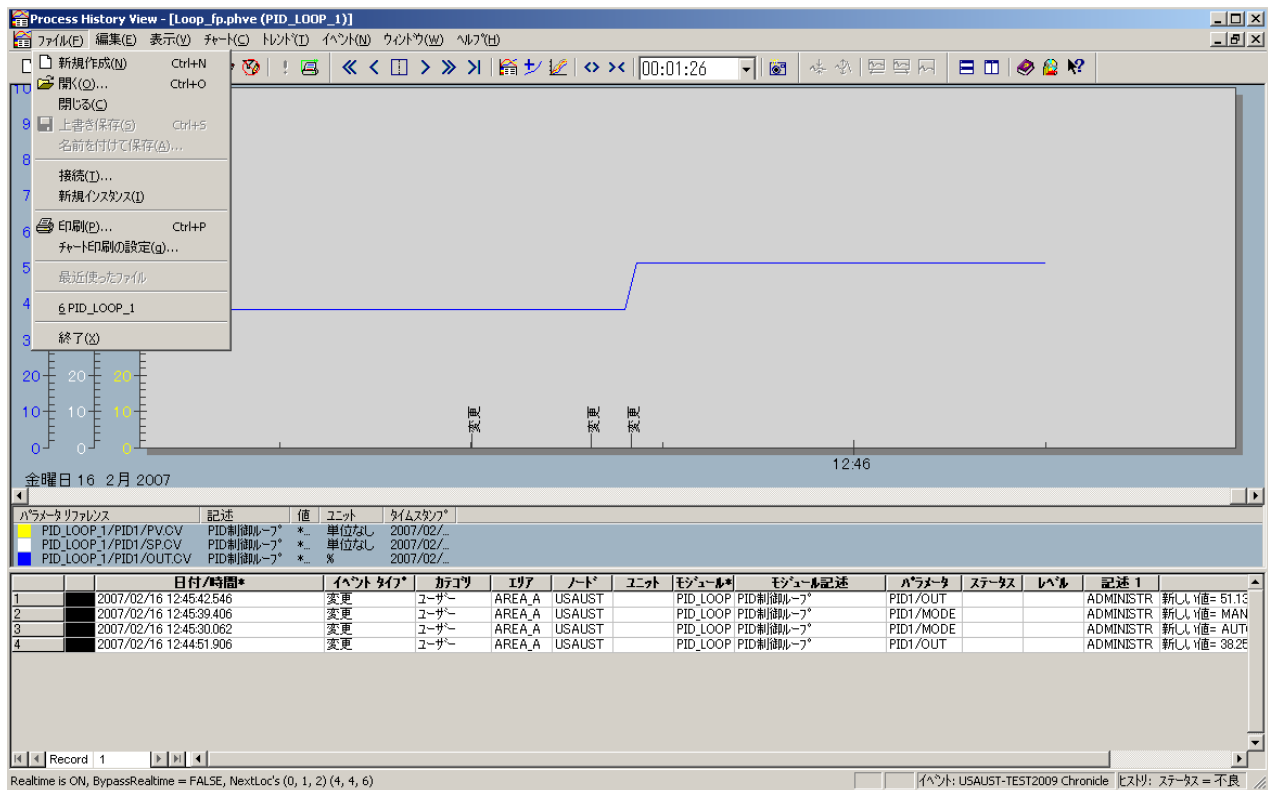 Process History View - [Loop_fp.phve (PID_LOOP_1)]
ファイル(F) 編集(E) 表示(V) チャート(C) トレンド(T) イベント(N) ウィンドウ(W) ヘルプ(H)
00:01:26
新規作成(N) Ctrl+N
開く(O)... Ctrl+O
閉じる(C)
上書き保存(S) Ctrl+S
名前を付けて保存(A)...
接続(T)...
新規インスタンス(I)
印刷(P)... Ctrl+P
チャート印刷の設定(g)...
最近使ったファイル
6 PID_LOOP_1
終了(X)
10
9
8
7
6
5
4
3
20 20 20
10 10 10
0 0 0
変更 変更 変更
12:46
金曜日 16 2月 2007
パラメータ リファレンス 記述 値 ユニット タイムスタンプ
PID_LOOP_1/PID1/PV.CV PID制御ループ *... 単位なし 2007/02/...
PID_LOOP_1/PID1/SP.CV PID制御ループ *... 単位なし 2007/02/...
PID_LOOP_1/PID1/OUT.CV PID制御ループ *... % 2007/02/...
日付/時間* イベント タイプ* カテゴリ エリア ノード ユニット モジュール* モジュール記述 パラメータ ステータス レベル 記述 1
1 2007/02/16 12:45:42.546 変更 ユーザー AREA_A USAUST PID_LOOP PID制御ループ PID1/OUT ADMINISTR 新しい値= 51.13
2 2007/02/16 12:45:39.406 変更 ユーザー AREA_A USAUST PID_LOOP PID制御ループ PID1/MODE ADMINISTR 新しい値= MAN
3 2007/02/16 12:45:30.062 変更 ユーザー AREA_A USAUST PID_LOOP PID制御ループ PID1/MODE ADMINISTR 新しい値= AUT
4 2007/02/16 12:44:51.906 変更 ユーザー AREA_A USAUST PID_LOOP PID制御ループ PID1/OUT ADMINISTR 新しい値= 38.25
Record 1
Realtime is ON, BypassRealtime = FALSE, NextLoc's (0, 1, 2) (4, 4, 6) イベント: USAUST-TEST2009 Chronicle ヒストリ: ステータス = 不良